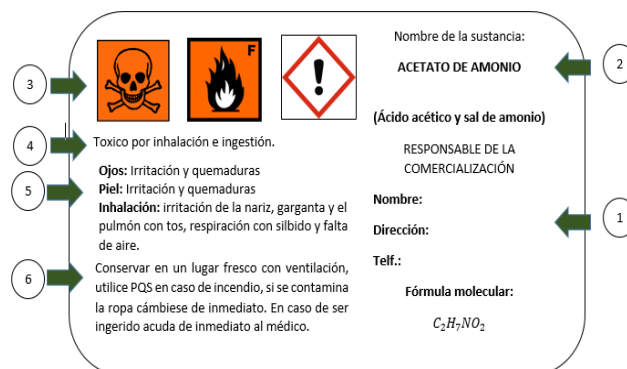 3
F
4
Toxico por inhalación e ingestión.
5
Ojos: Irritación y quemaduras
Piel: Irritación y quemaduras
Inhalación: irritación de la nariz, garganta y el
pulmón con tos, respiración con silbido y falta
de aire.
6
Conservar en un lugar fresco con ventilación,
utilice PQS en caso de incendio, si se contamina
la ropa cámbiese de inmediato. En caso de ser
ingerido acuda de inmediato al médico.
Nombre de la sustancia:
ACETATO DE AMONIO
2
(Ácido acético y sal de amonio)
RESPONSABLE DE LA
COMERCIALIZACIÓN
Nombre:
1
Dirección:
Telf.:
Fórmula molecular:
C₂H₇NO₂